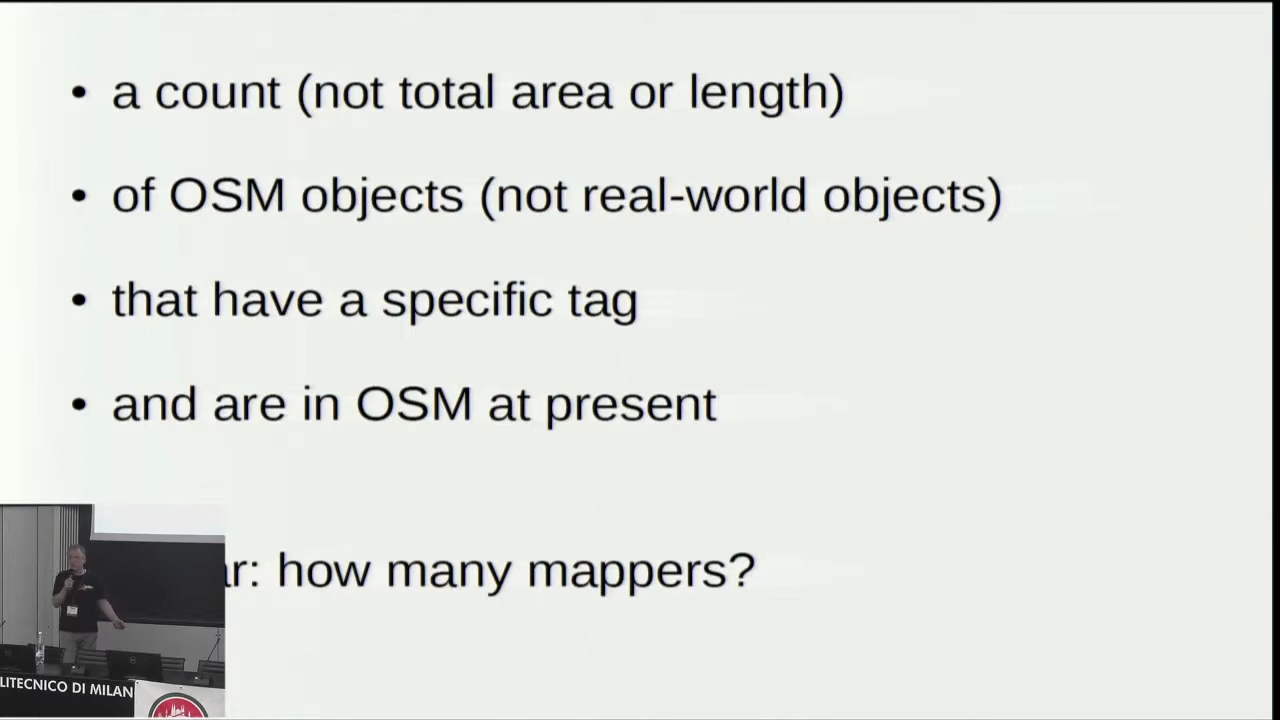 • a count (not total area or length)
• of OSM objects (not real-world objects)
• that have a specific tag
• and are in OSM at present
ar: how many mappers?
LITECNICO DI MILAN